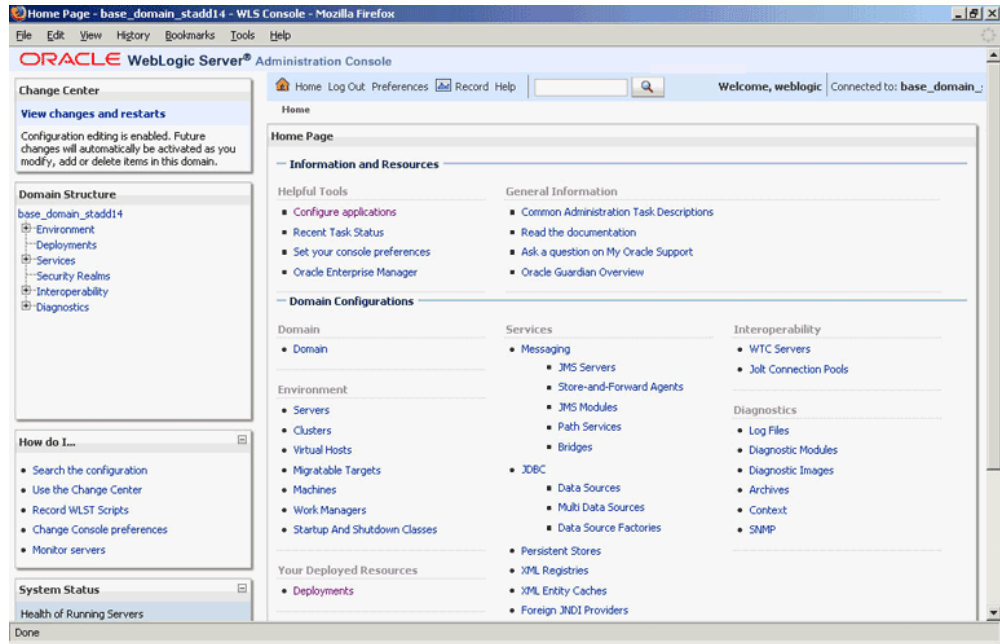 Home Page - base_domain_stadd14 - WLS Console - Mozilla Firefox
File Edit View History Bookmarks Tools Help
ORACLE WebLogic Server® Administration Console
Change Center
View changes and restarts
Configuration editing is enabled. Future
changes will automatically be activated as you
modify, add or delete items in this domain.
Domain Structure
base_domain_stadd14
Environment
Deployments
Services
Security Realms
Interoperability
Diagnostics
How do I...
Search the configuration
Use the Change Center
Record WLST Scripts
Change Console preferences
Monitor servers
System Status
Health of Running Servers
Home Log Out Preferences Record Help
Welcome, weblogic Connected to: base_domain_
Home
Home Page
Information and Resources
Helpful Tools
Configure applications
Recent Task Status
Set your console preferences
Oracle Enterprise Manager
General Information
Common Administration Task Descriptions
Read the documentation
Ask a question on My Oracle Support
Oracle Guardian Overview
Domain Configurations
Domain
Domain
Environment
Servers
Clusters
Virtual Hosts
Migratable Targets
Machines
Work Managers
Startup And Shutdown Classes
Your Deployed Resources
Deployments
Services
Messaging
JMS Servers
Store-and-Forward Agents
JMS Modules
Path Services
Bridges
JDBC
Data Sources
Multi Data Sources
Data Source Factories
Persistent Stores
XML Registries
XML Entity Caches
Foreign JNDI Providers
Interoperability
WTC Servers
Jolt Connection Pools
Diagnostics
Log Files
Diagnostic Modules
Diagnostic Images
Archives
Context
SNMP
Done